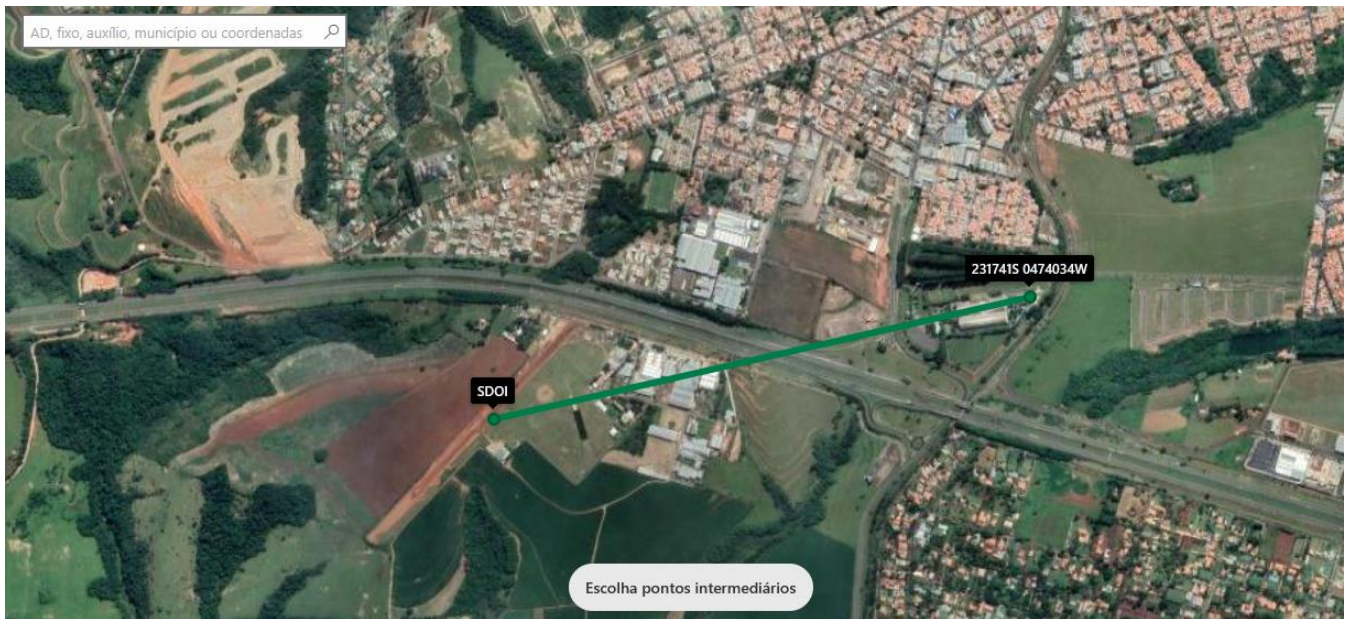 AD, fixo, auxílio, município ou coordenadas
231741S 0474034W
SDOI
Escolha pontos intermediários